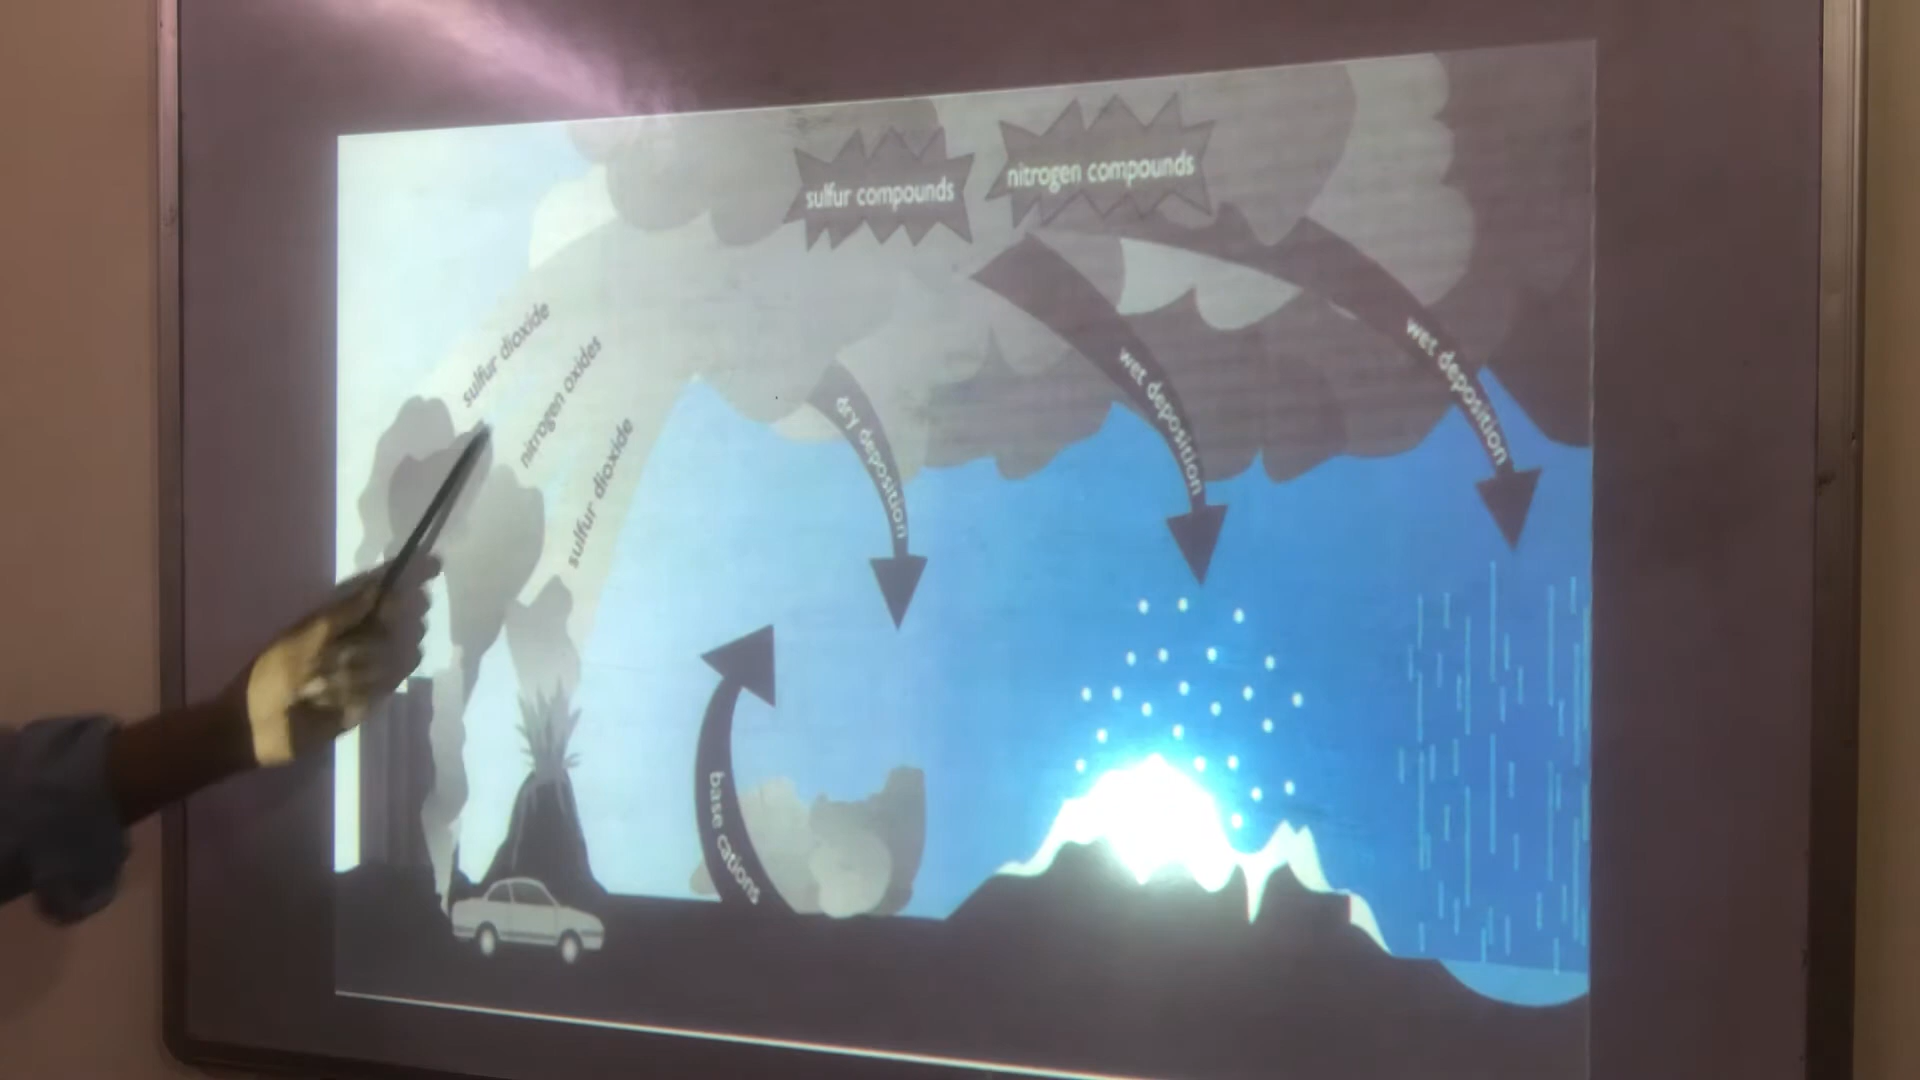 sulfur compounds
nitrogen compounds
sulfur dioxide
nitrogen oxides
sulfur dioxide
dry deposition
wet deposition
wet deposition
base cations